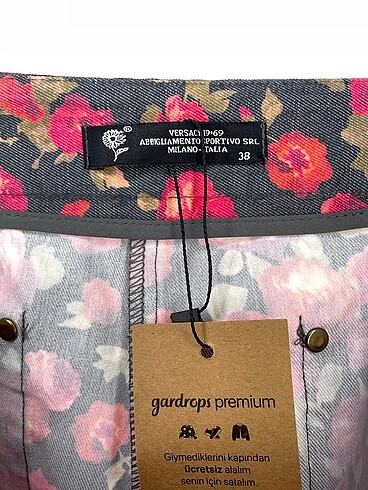 VERSACE 19•69
ABBIGLIAMENTO SPORTIVO SRL
MILANO-ITALIA
38
gardrops premium
Giymediklerini kapından
ücretsiz alalım
senin için satalım.